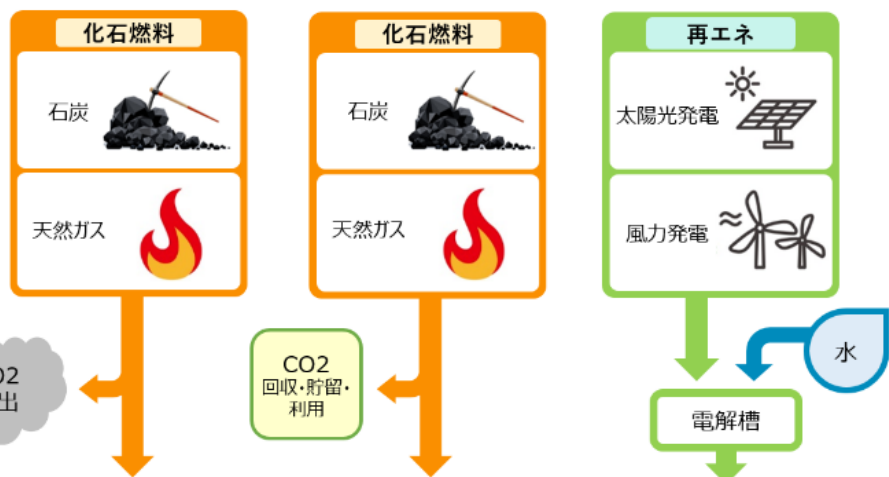 化石燃料
石炭
天然ガス
化石燃料
石炭
天然ガス
再エネ
太陽光発電
風力発電
O2
出
CO2
回収・貯留・
利用
水
電解槽